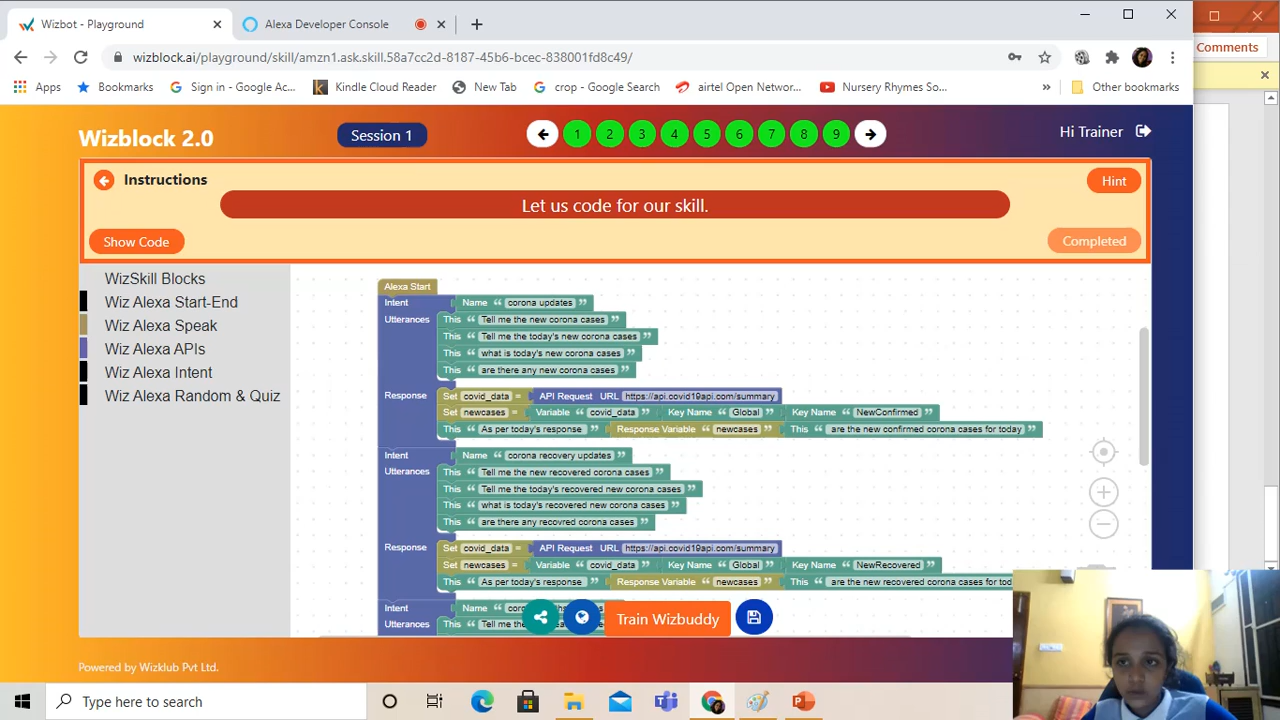 Wizbot - Playground
Alexa Developer Console
wizblock.ai/playground/skill/
Apps
Bookmarks
Sign in - Google Ac...
Kindle Cloud Reader
New Tab
crop - Google Search
airtel Open Networ...
Nursery Rhymes So...
Other bookmarks
Comments
Wizblock 2.0
Session 1
1 2 3 4 5 6 7 8 9
Hi Trainer
Instructions
Hint
Let us code for our skill.
Show Code
Completed
WizSkill Blocks
Wiz Alexa Start-End
Wiz Alexa Speak
Wiz Alexa APIs
Wiz Alexa Intent
Wiz Alexa Random & Quiz
Alexa Start
Intent Name “ corona updates ”
Utterances This “ Tell me the new corona cases ”
This “ Tell me the today's new corona cases ”
This “ what is today's new corona cases ”
This “ are there any new corona cases ”
Response Set covid_data = API Request URL https://api.covid19api.com/summary
Set newcases = Variable “ covid_data ” Key Name “ Global ” Key Name “ NewConfirmed ”
This “ As per today's response ” Response Variable “ newcases ” This “ are the new confirmed corona cases for today ”
Intent Name “ corona recovery updates ”
Utterances This “ Tell me the new recovered corona cases ”
This “ Tell me the today's recovered new corona cases ”
This “ what is today's recovered new corona cases ”
This “ are there any recovred corona cases ”
Response Set covid_data = API Request URL https://api.covid19api.com/summary
Set newcases = Variable “ covid_data ” Key Name “ Global ” Key Name “ NewRecovered ”
This “ As per today's response ” Response Variable “ newcases ” This “ are the new recovered corona cases for
Intent Name
Utterances This “ Tell me
Train Wizbuddy
Powered by Wizklub Pvt Ltd.
Type here to search